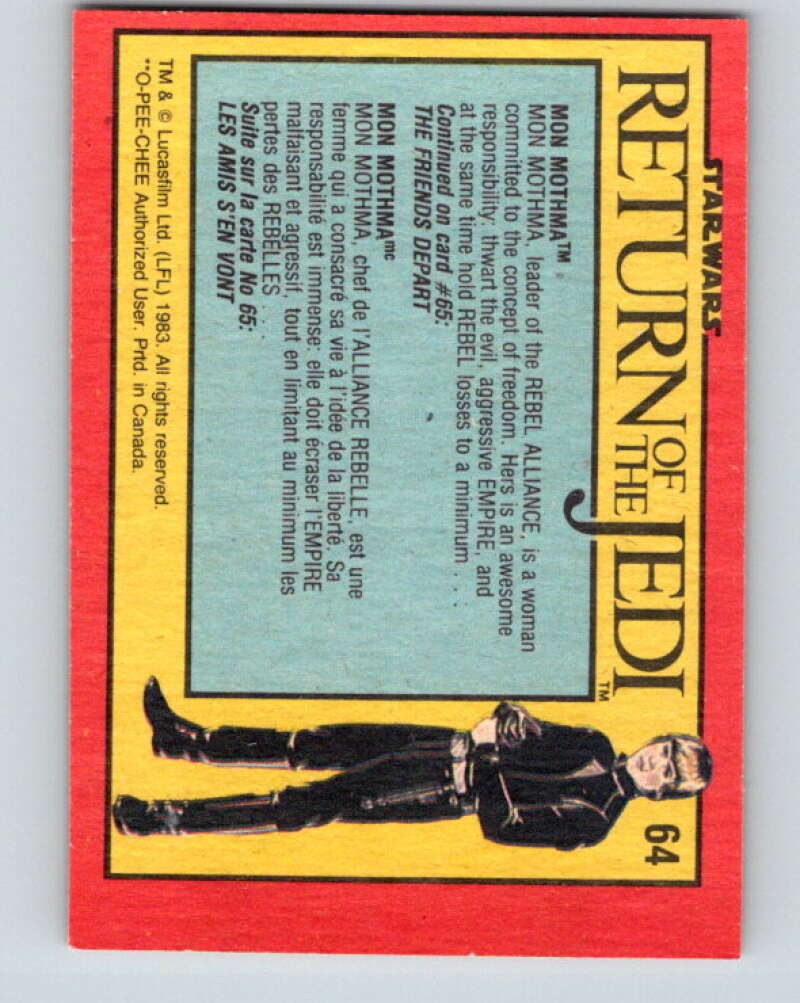 STAR WARS
RETURN OF THE JEDI™
64
MON MOTHMA™
MON MOTHMA, leader of the REBEL ALLIANCE, is a woman
committed to the concept of freedom. Hers is an awesome
responsibility: thwart the evil, aggressive EMPIRE, and
at the same time hold REBEL losses to a minimum . . .
Continued on card #65:
THE FRIENDS DEPART
MON MOTHMAmc
MON MOTHMA, chef de l'ALLIANCE REBELLE, est une
femme qui a consacré sa vie à l'idée de la liberté. Sa
responsabilité est immense: elle doit écraser l'EMPIRE
malfaisant et agressif, tout en limitant au minimum les
pertes des REBELLES . . .
Suite sur la carte No 65:
LES AMIS S'EN VONT
TM & © Lucasfilm Ltd. (LFL) 1983. All rights reserved.
**O-PEE-CHEE Authorized User. Prtd. in Canada.